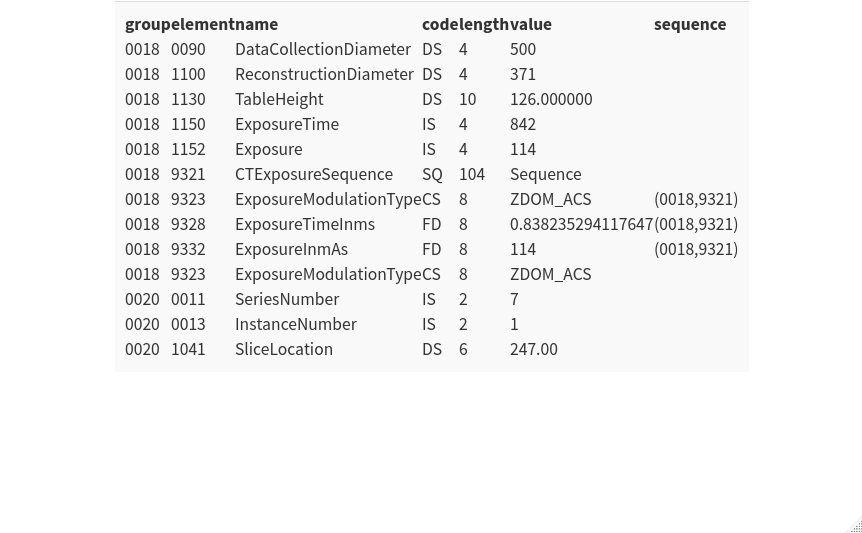 group element name code length value sequence
0018 0090 DataCollectionDiameter DS 4 500
0018 1100 ReconstructionDiameter DS 4 371
0018 1130 TableHeight DS 10 126.000000
0018 1150 ExposureTime IS 4 842
0018 1152 Exposure IS 4 114
0018 9321 CTExposureSequence SQ 104 Sequence
0018 9323 ExposureModulationType CS 8 ZDOM_ACS (0018,9321)
0018 9328 ExposureTimeInms FD 8 0.838235294117647 (0018,9321)
0018 9332 ExposureInmAs FD 8 114 (0018,9321)
0018 9323 ExposureModulationType CS 8 ZDOM_ACS
0020 0011 SeriesNumber IS 2 7
0020 0013 InstanceNumber IS 2 1
0020 1041 SliceLocation DS 6 247.00